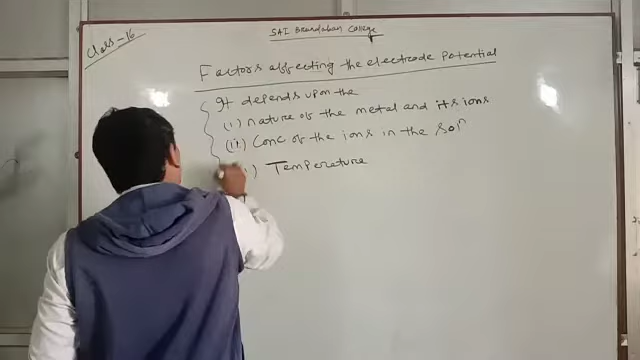 Class-16
SAI Brundaban College
Factors affecting the electrode potential
It depends upon the
(i) nature of the metal and its ions
(ii) Conc of the ions in the solⁿ
) Temperature